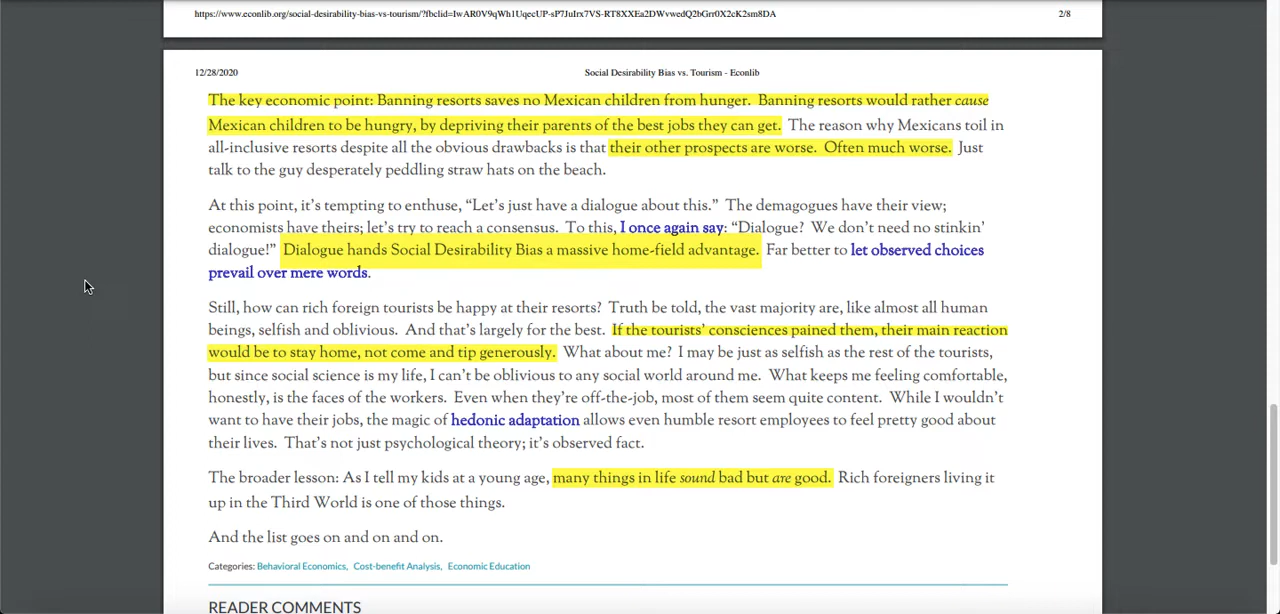 https://www.econlib.org/social-desirability-bias-vs-tourism/?fbclid=IwAR0V9qWh1UqecUP-sP7JuIrx7VS-RT8XXEa2DWvwedQ2bGrr0X2cK2sm8DA 2/8
12/28/2020 Social Desirability Bias vs. Tourism - Econlib
The key economic point: Banning resorts saves no Mexican children from hunger. Banning resorts would rather cause
Mexican children to be hungry, by depriving their parents of the best jobs they can get. The reason why Mexicans toil in
all-inclusive resorts despite all the obvious drawbacks is that their other prospects are worse. Often much worse. Just
talk to the guy desperately peddling straw hats on the beach.
At this point, it's tempting to enthuse, “Let's just have a dialogue about this.” The demagogues have their view;
economists have theirs; let's try to reach a consensus. To this, I once again say: “Dialogue? We don't need no stinkin'
dialogue!” Dialogue hands Social Desirability Bias a massive home-field advantage. Far better to let observed choices
prevail over mere words.
Still, how can rich foreign tourists be happy at their resorts? Truth be told, the vast majority are, like almost all human
beings, selfish and oblivious. And that's largely for the best. If the tourists' consciences pained them, their main reaction
would be to stay home, not come and tip generously. What about me? I may be just as selfish as the rest of the tourists,
but since social science is my life, I can't be oblivious to any social world around me. What keeps me feeling comfortable,
honestly, is the faces of the workers. Even when they're off-the-job, most of them seem quite content. While I wouldn't
want to have their jobs, the magic of hedonic adaptation allows even humble resort employees to feel pretty good about
their lives. That's not just psychological theory; it's observed fact.
The broader lesson: As I tell my kids at a young age, many things in life sound bad but are good. Rich foreigners living it
up in the Third World is one of those things.
And the list goes on and on and on.
Categories: Behavioral Economics, Cost-benefit Analysis, Economic Education
READER COMMENTS